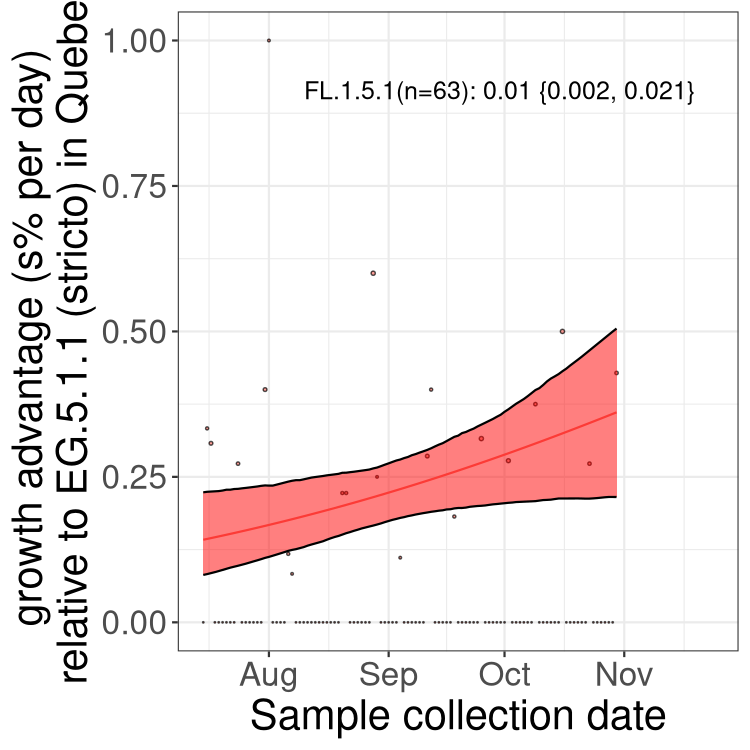 growth advantage (s% per day)
relative to EG.5.1.1 (stricto) in Quebe
1.00
0.75
0.50
0.25
0.00
FL.1.5.1(n=63): 0.01 {0.002, 0.021}
Aug Sep Oct Nov
Sample collection date